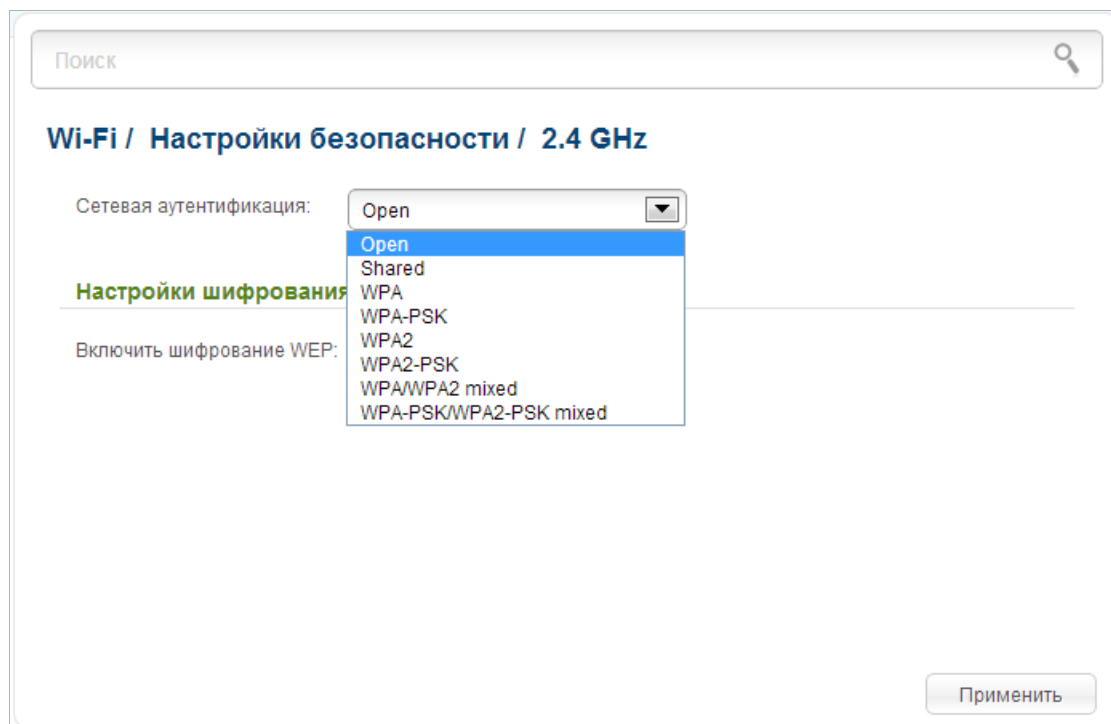 Поиск
Wi-Fi / Настройки безопасности / 2.4 GHz
Сетевая аутентификация:
Open
Open
Shared
WPA
WPA-PSK
WPA2
WPA2-PSK
WPA/WPA2 mixed
WPA-PSK/WPA2-PSK mixed
Настройки шифрования
Включить шифрование WEP:
Применить